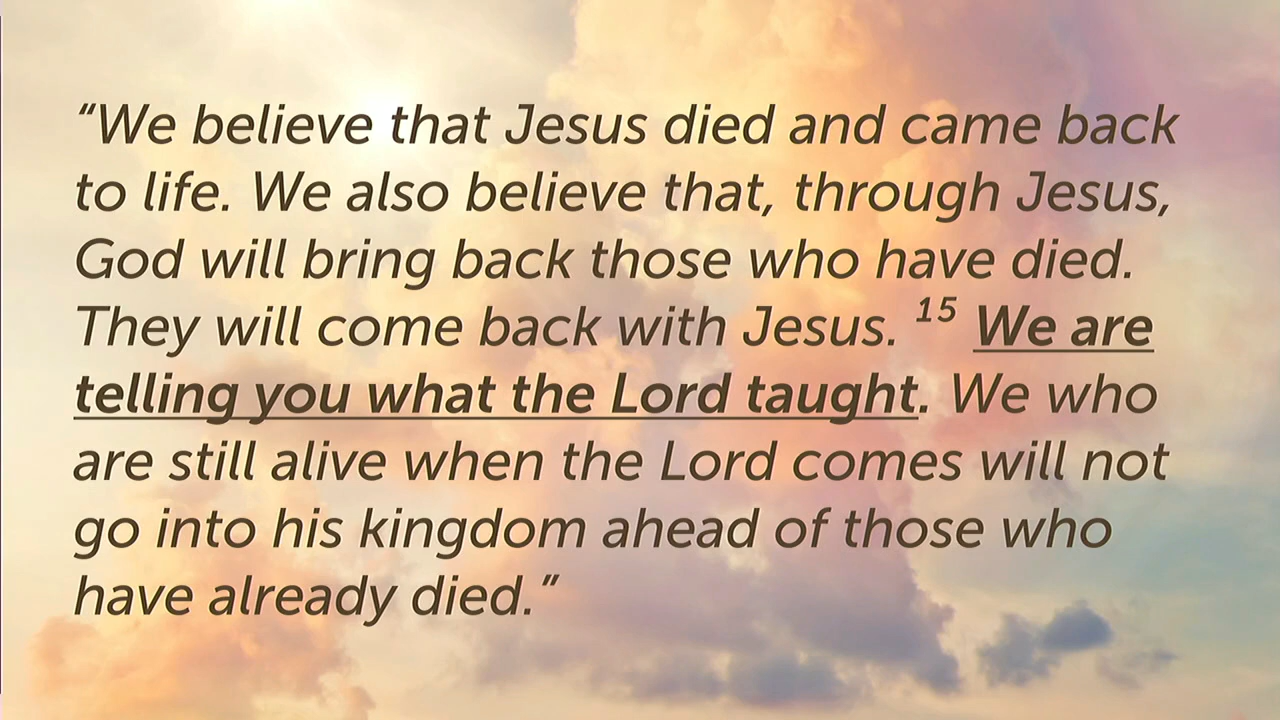 “We believe that Jesus died and came back
to life. We also believe that, through Jesus,
God will bring back those who have died.
They will come back with Jesus. 15 We are
telling you what the Lord taught. We who
are still alive when the Lord comes will not
go into his kingdom ahead of those who
have already died.”